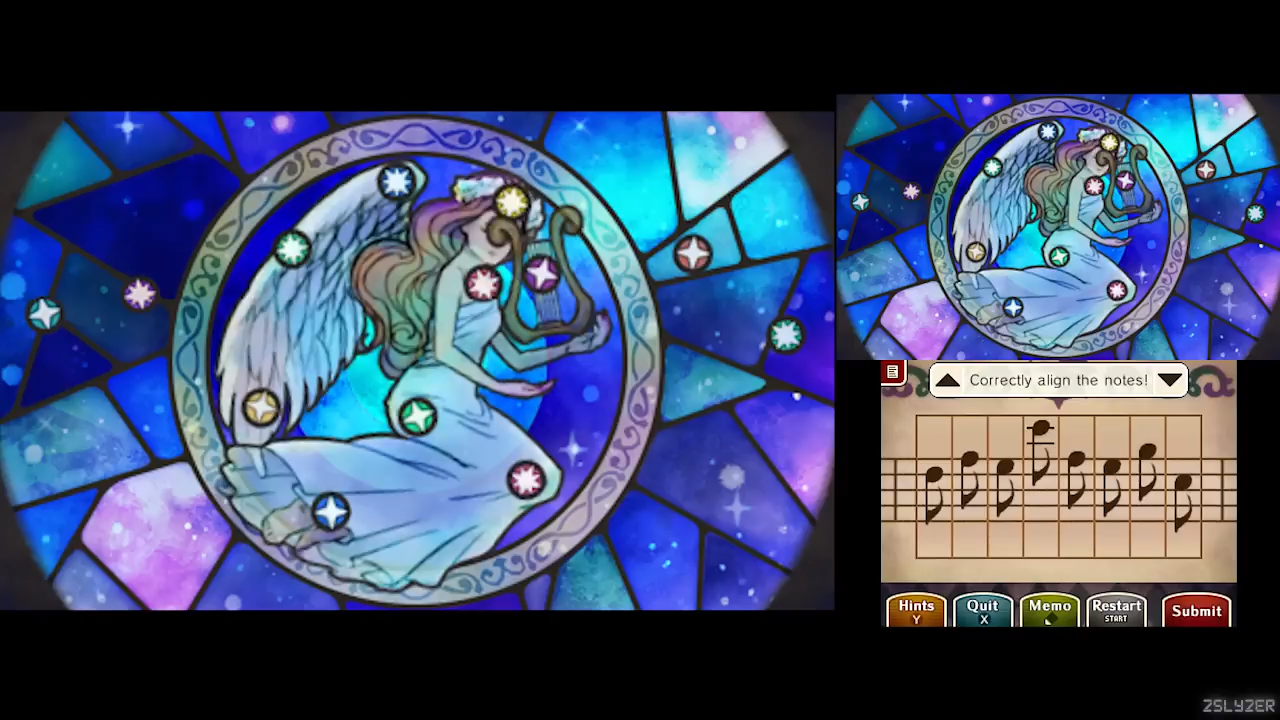 Correctly align the notes!
Hints
Y
Quit
X
Memo
Restart
START
Submit
ZSLYZER